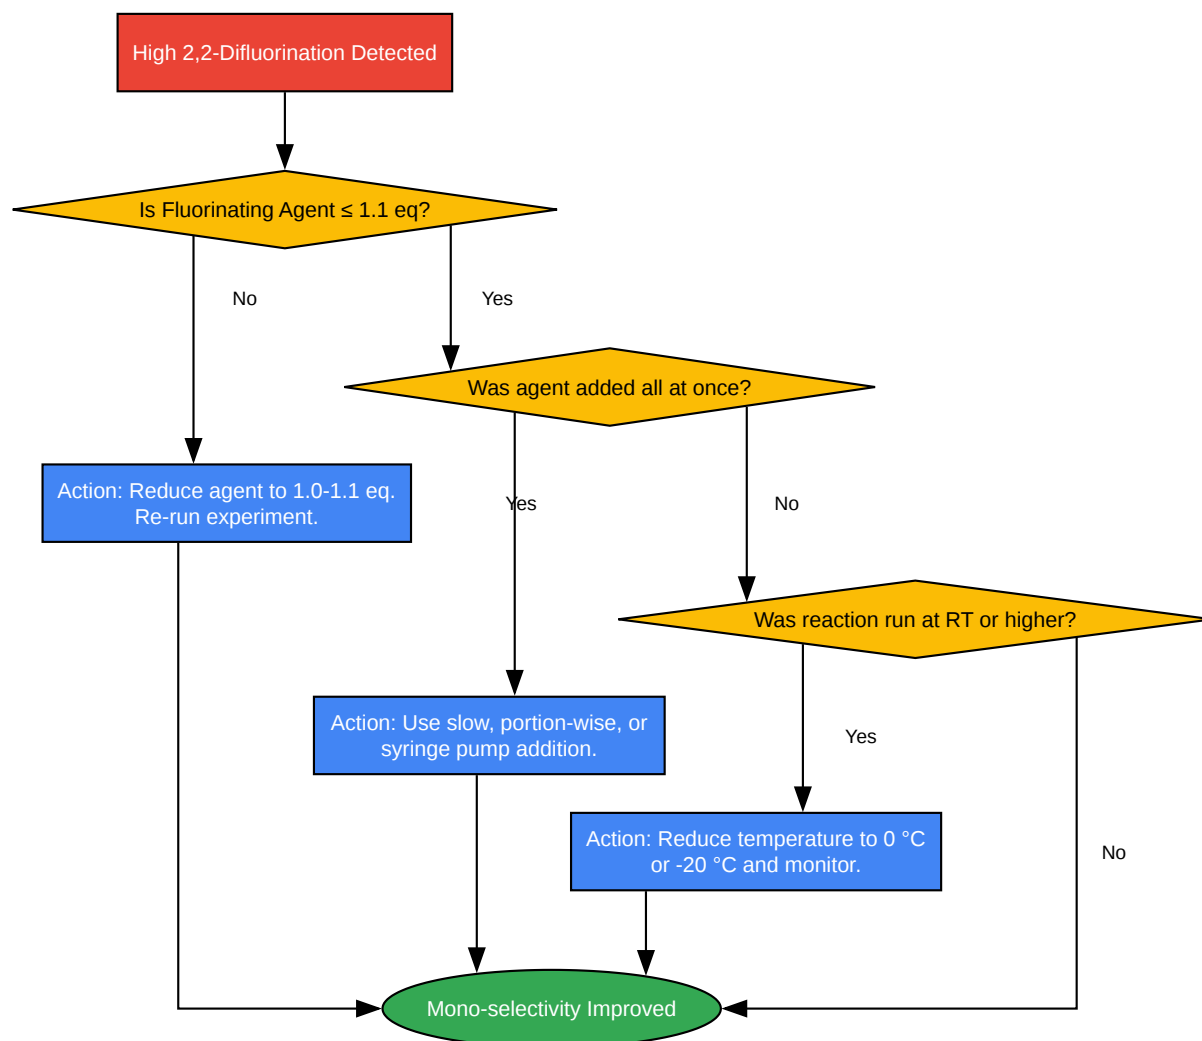 High 2,2-Difluorination Detected
Is Fluorinating Agent ≤ 1.1 eq?
No
Yes
Was agent added all at once?
Action: Reduce agent to 1.0-1.1 eq.
Re-run experiment.
Yes
No
Was reaction run at RT or higher?
Action: Use slow, portion-wise, or
syringe pump addition.
Yes
Action: Reduce temperature to 0 °C
or -20 °C and monitor.
No
Mono-selectivity Improved